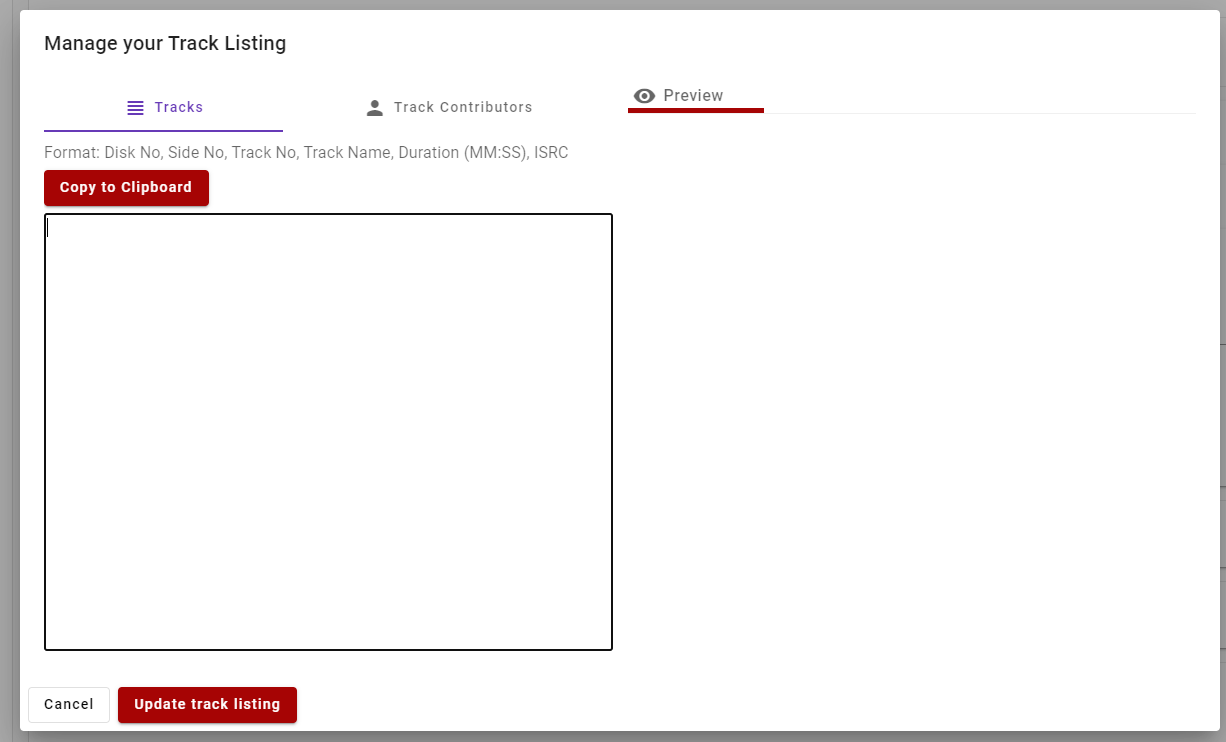 Manage your Track Listing
Tracks
Track Contributors
Preview
Format: Disk No, Side No, Track No, Track Name, Duration (MM:SS), ISRC
Copy to Clipboard
Cancel
Update track listing